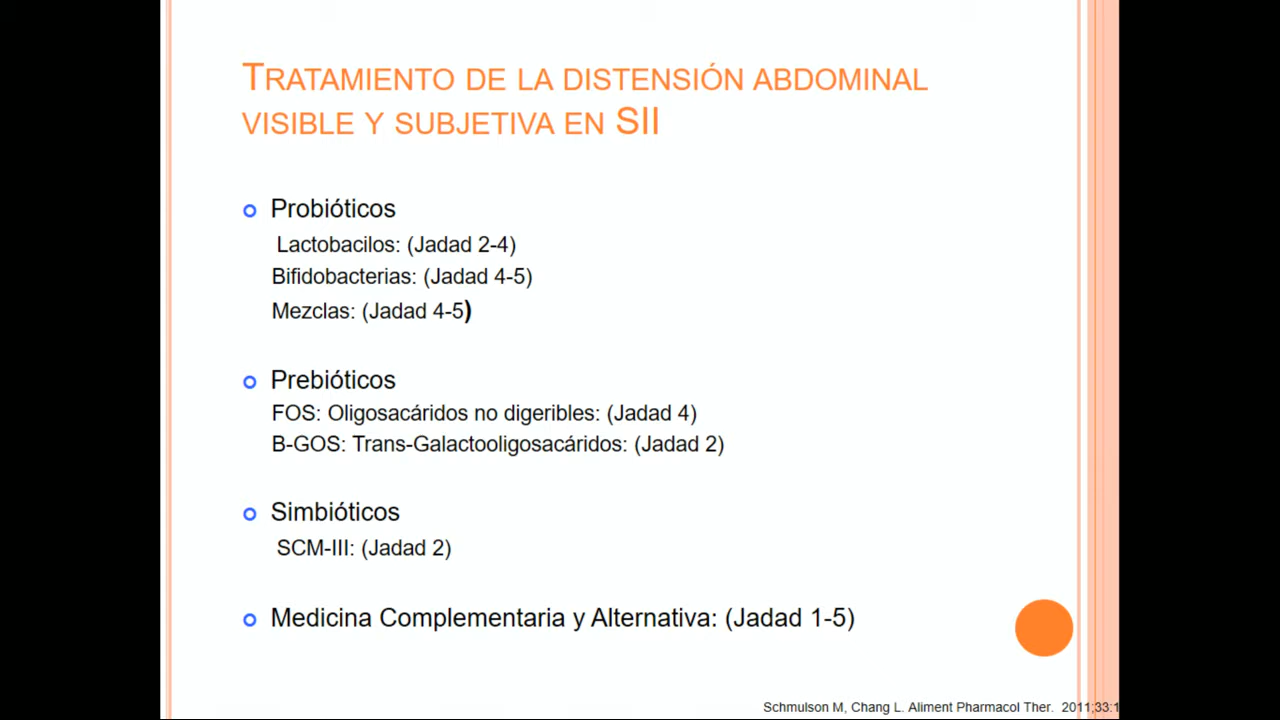 TRATAMIENTO DE LA DISTENSIÓN ABDOMINAL
VISIBLE Y SUBJETIVA EN SII
Probióticos
Lactobacilos: (Jadad 2-4)
Bifidobacterias: (Jadad 4-5)
Mezclas: (Jadad 4-5)
Prebióticos
FOS: Oligosacáridos no digeribles: (Jadad 4)
B-GOS: Trans-Galactooligosacáridos: (Jadad 2)
Simbióticos
SCM-III: (Jadad 2)
Medicina Complementaria y Alternativa: (Jadad 1-5)
Schmulson M, Chang L. Aliment Pharmacol Ther. 2011;33:1